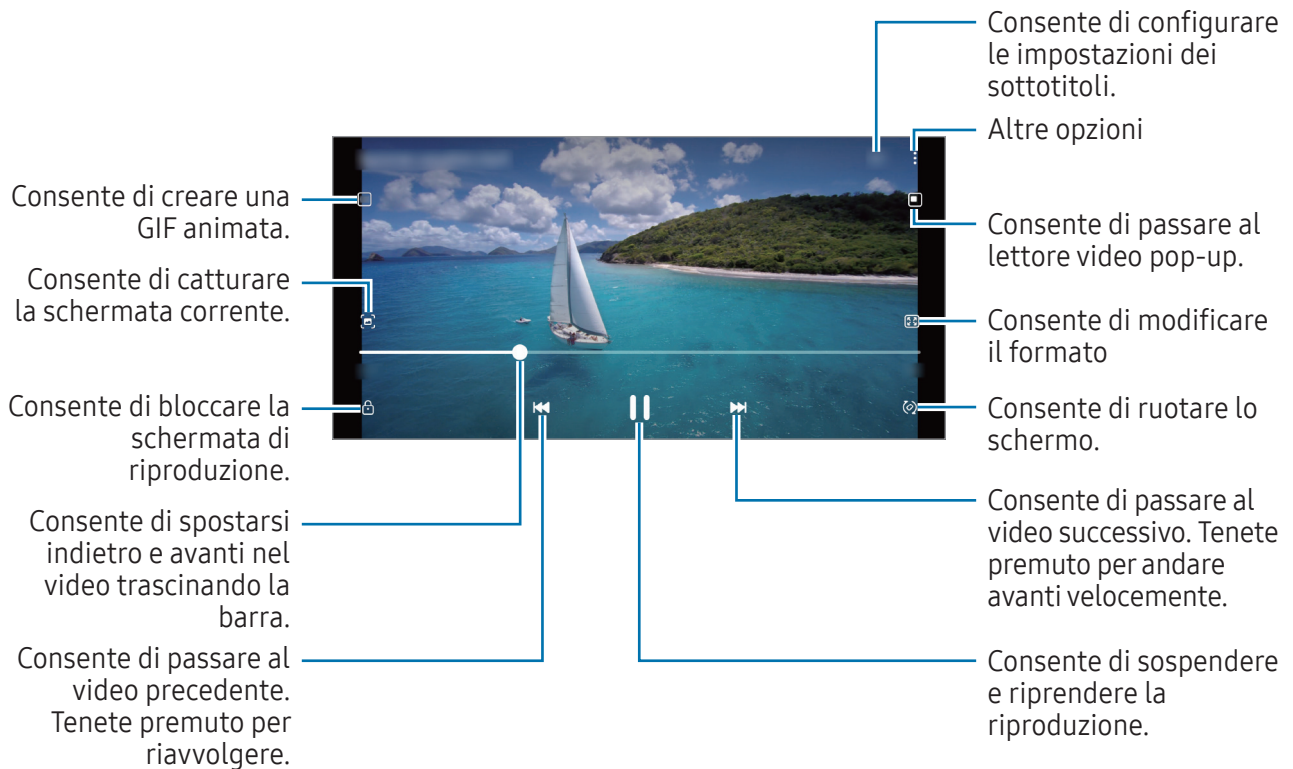 Consente di configurare
le impostazioni dei
sottotitoli.
Altre opzioni
Consente di creare una
GIF animata.
Consente di passare al
lettore video pop-up.
Consente di catturare
la schermata corrente.
Consente di modificare
il formato
Consente di bloccare la
schermata di
riproduzione.
Consente di ruotare lo
schermo.
Consente di spostarsi
indietro e avanti nel
video trascinando la
barra.
Consente di passare al
video successivo. Tenete
premuto per andare
avanti velocemente.
Consente di passare al
video precedente.
Tenete premuto per
riavvolgere.
Consente di sospendere
e riprendere la
riproduzione.